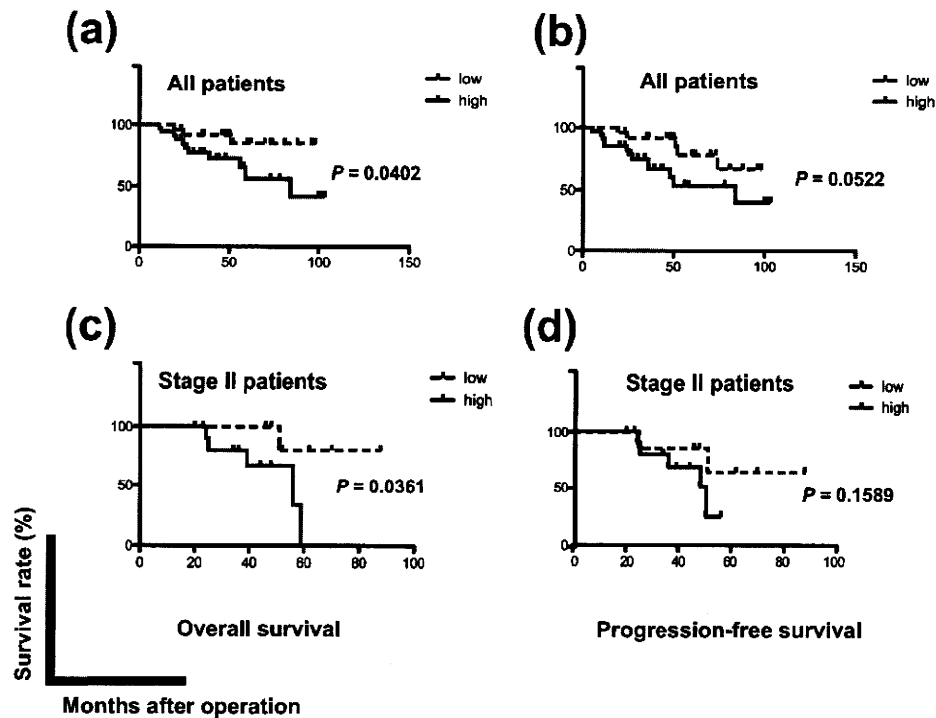 (a)
All patients
low
high
100
50
0
P = 0.0402
0 50 100 150
(b)
All patients
low
high
100
50
0
P = 0.0522
0 50 100 150
(c)
Stage II patients
low
high
100
50
0
P = 0.0361
0 20 40 60 80 100
(d)
Stage II patients
low
high
100
50
0
P = 0.1589
0 20 40 60 80 100
Survival rate (%)
Overall survival
Progression-free survival
Months after operation